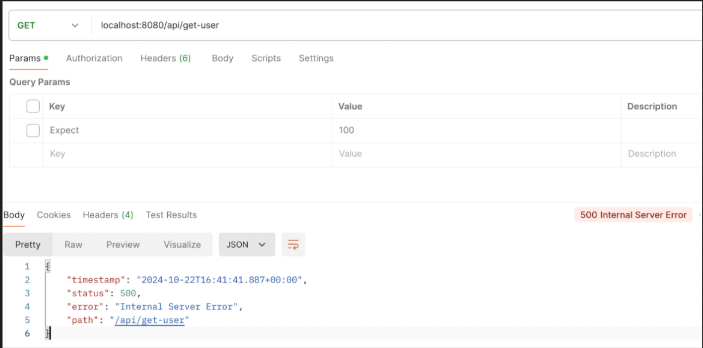 GET localhost:8080/api/get-user
Params Authorization Headers (6) Body Scripts Settings
Query Params
Key Value Description
Expect 100
Key Value Description
Body Cookies Headers (4) Test Results 500 Internal Server Error
Pretty Raw Preview Visualize JSON
1 {
2 "timestamp": "2024-10-22T16:41:41.887+00:00",
3 "status": 500,
4 "error": "Internal Server Error",
5 "path": "/api/get-user"
6 }